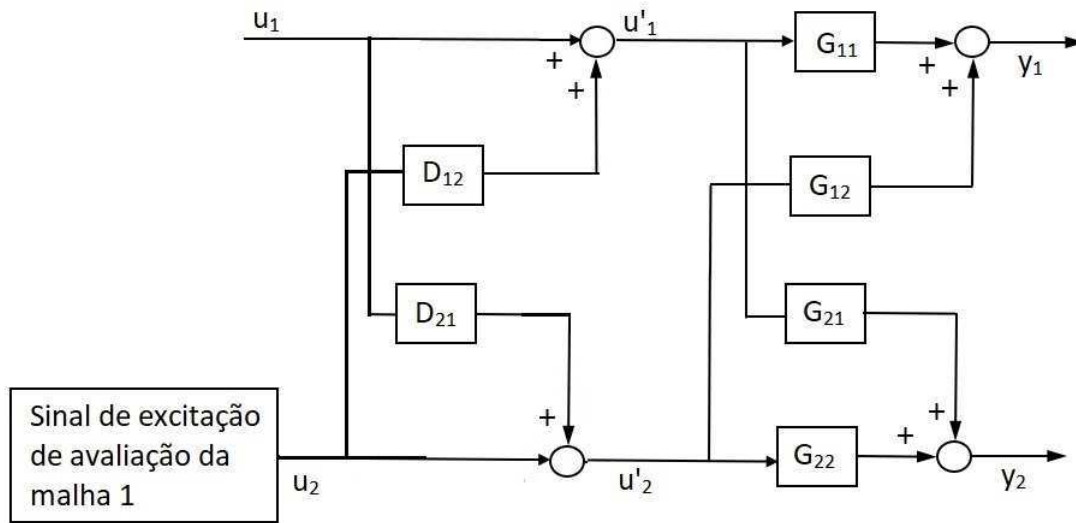 u₁
u'₁
G₁₁
y₁
+
+
+
+
D₁₂
G₁₂
D₂₁
G₂₁
Sinal de excitação
de avaliação da
malha 1
u₂
+
u'₂
G₂₂
+
+
y₂